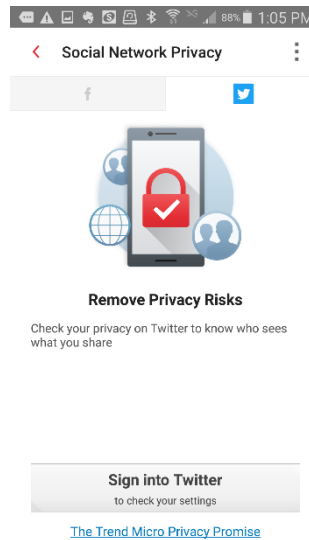 88% 1:05 PM
Social Network Privacy
Remove Privacy Risks
Check your privacy on Twitter to know who sees
what you share
Sign into Twitter
to check your settings
The Trend Micro Privacy Promise